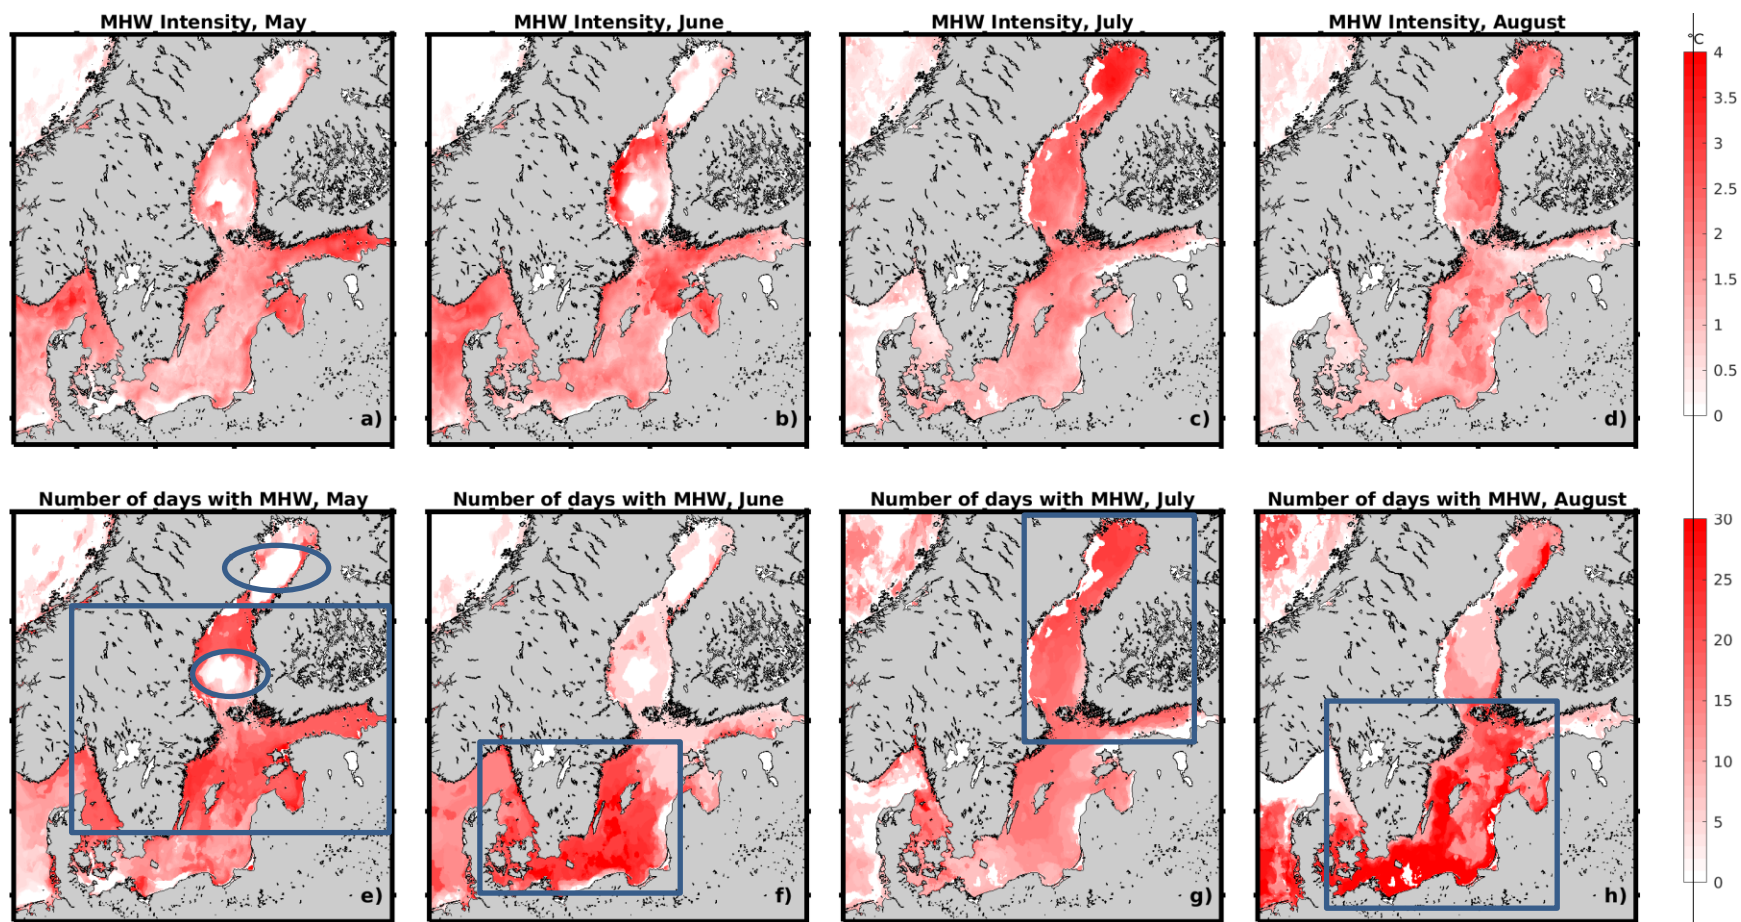 MHW Intensity, May
MHW Intensity, June
MHW Intensity, July
MHW Intensity, August
°C
4
3.5
3
2.5
2
1.5
1
0.5
0
a)
b)
c)
d)
Number of days with MHW, May
Number of days with MHW, June
Number of days with MHW, July
Number of days with MHW, August
30
25
20
15
10
5
0
e)
f)
g)
h)